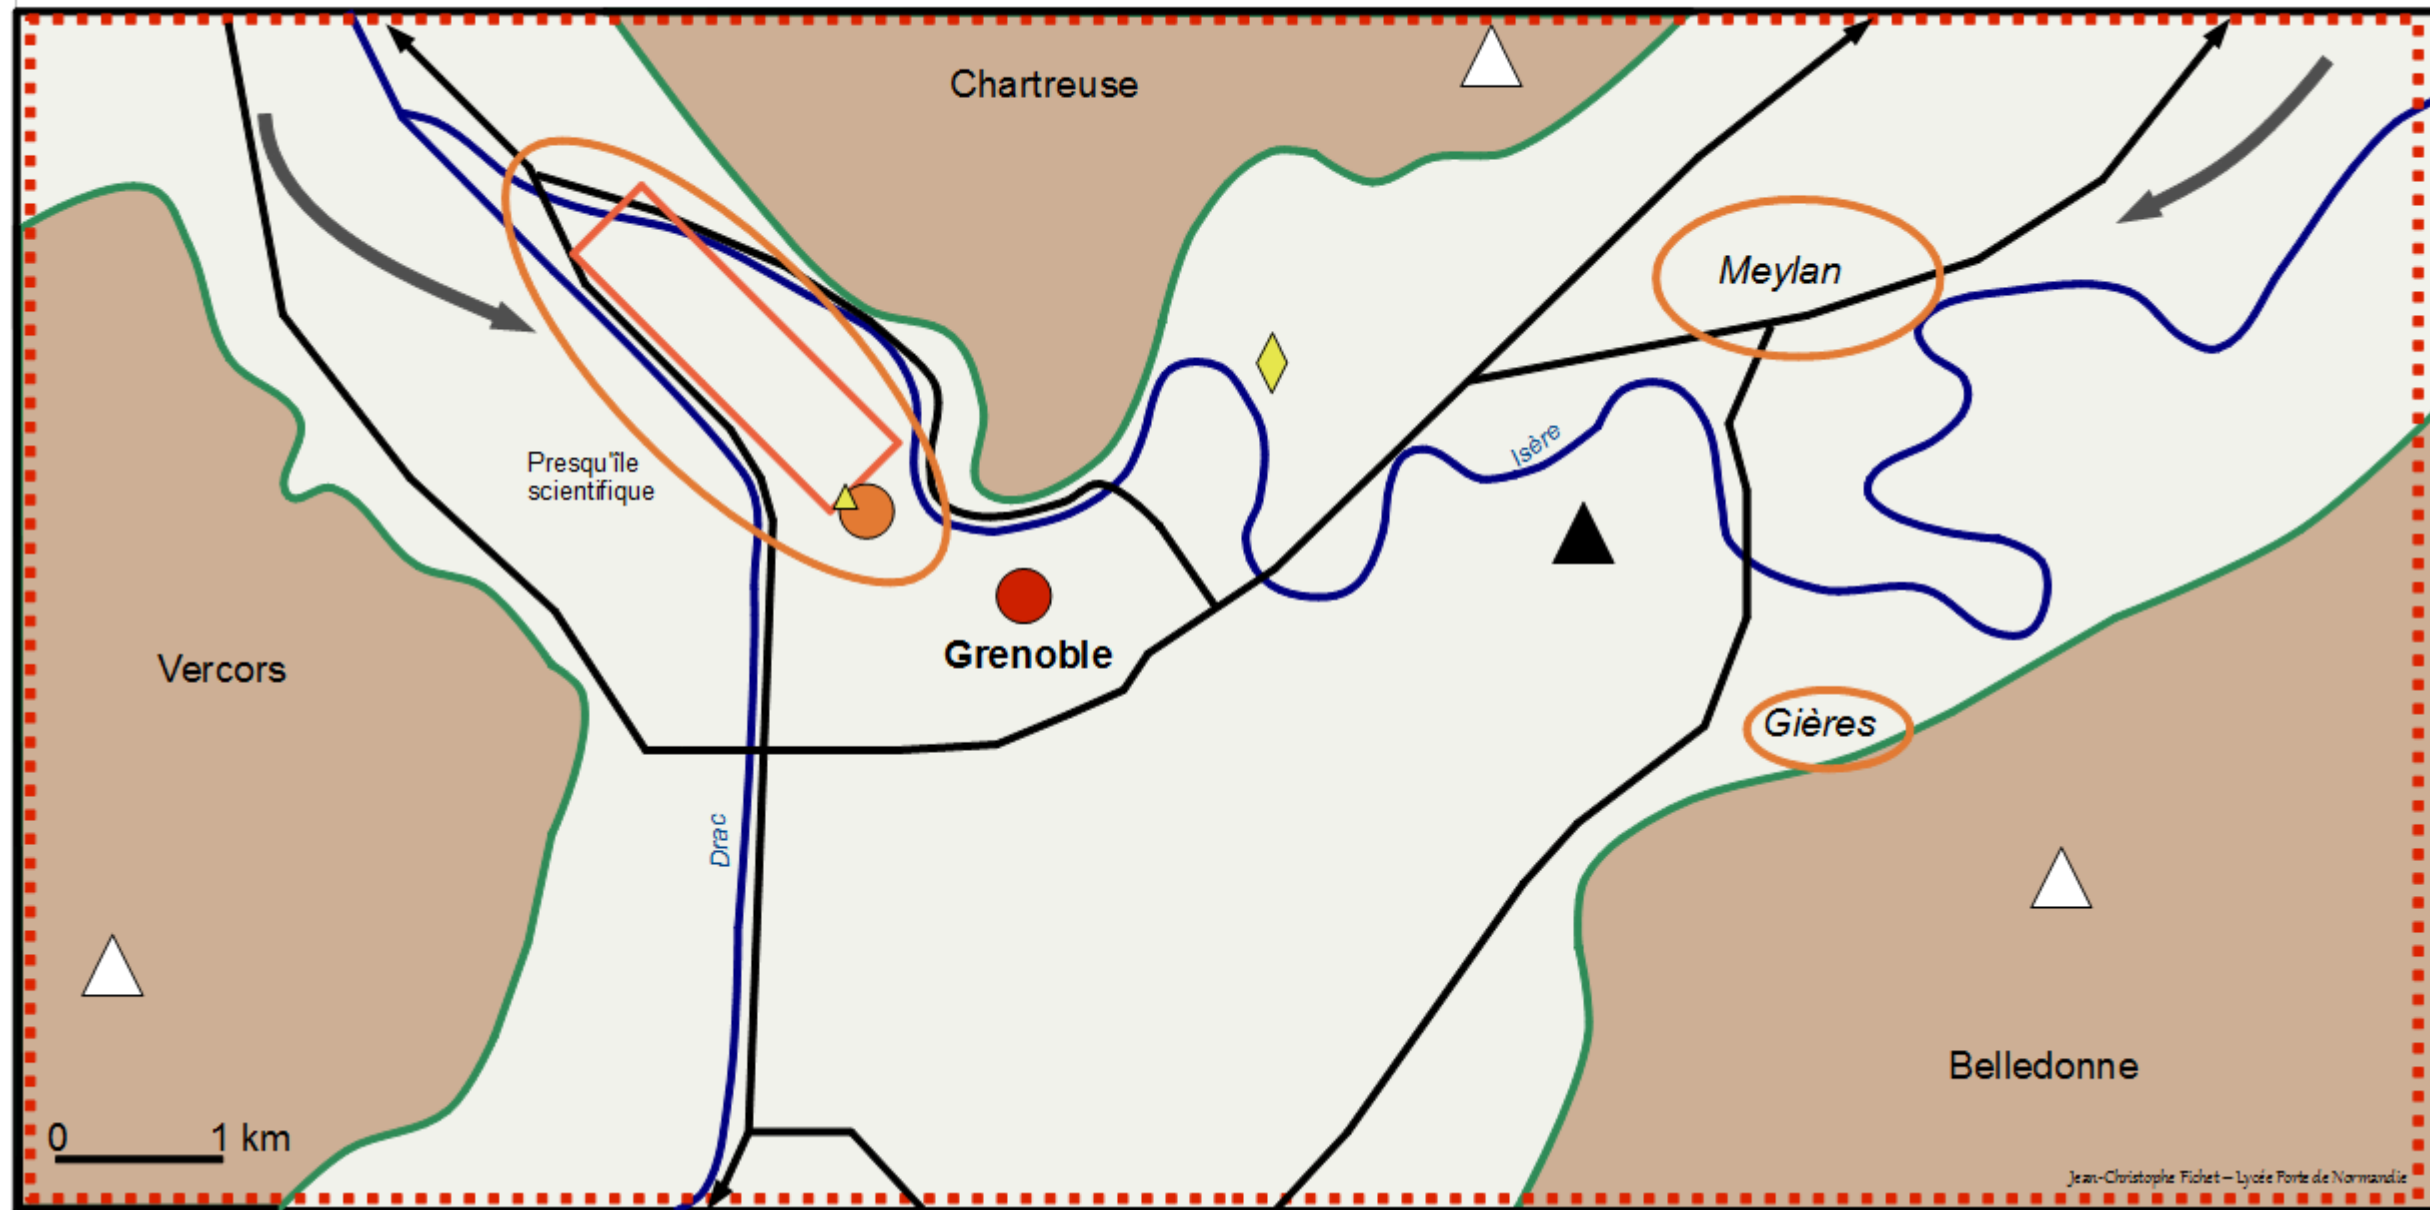 Chartreuse
Meylan
Isère
Presqu'île
scientifique
Grenoble
Vercors
Gières
Drac
Belledonne
0 1 km
Jean-Christophe Fichet – Lycée Porte de Normandie